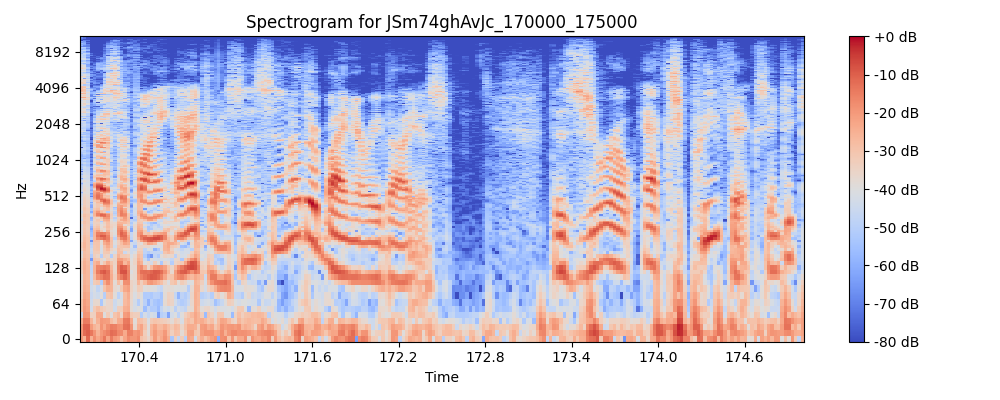 Spectrogram for JSm74ghAvJc_170000_175000
8192
4096
2048
1024
512
256
128
64
0
Hz
170.4 171.0 171.6 172.2 172.8 173.4 174.0 174.6
Time
+0 dB
-10 dB
-20 dB
-30 dB
-40 dB
-50 dB
-60 dB
-70 dB
-80 dB